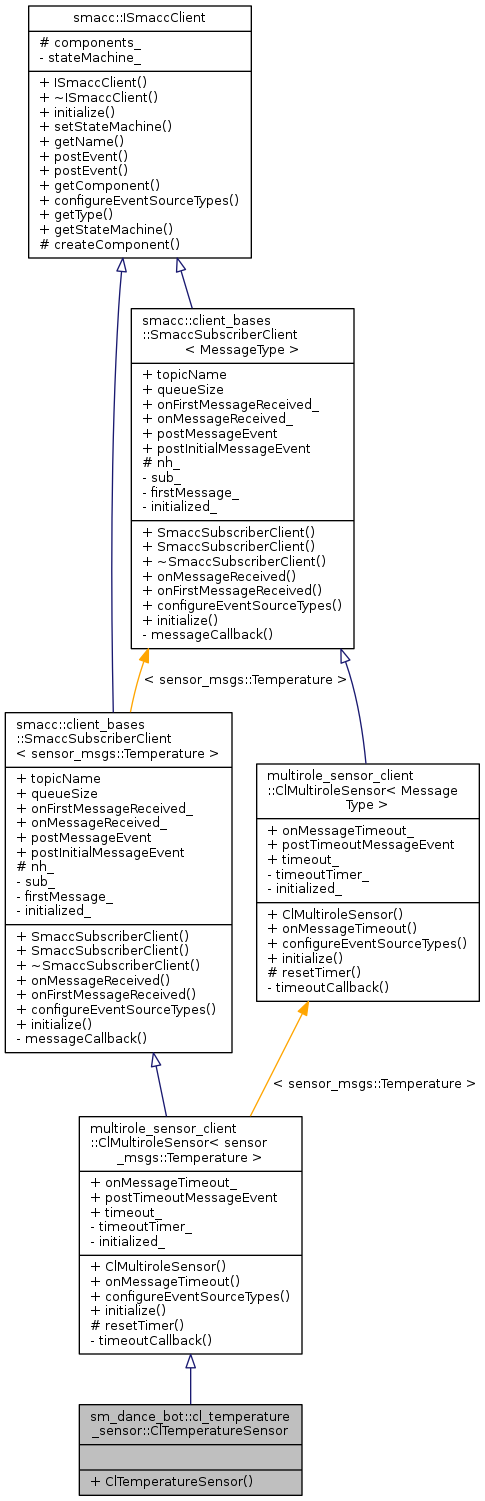 smacc::ISmaccClient
# components_
- stateMachine_
+ ISmaccClient()
+ ~ISmaccClient()
+ initialize()
+ setStateMachine()
+ getName()
+ postEvent()
+ postEvent()
+ getComponent()
+ configureEventSourceTypes()
+ getType()
+ getStateMachine()
# createComponent()
smacc::client_bases
::SmaccSubscriberClient
< MessageType >
+ topicName
+ queueSize
+ onFirstMessageReceived_
+ onMessageReceived_
+ postMessageEvent
+ postInitialMessageEvent
# nh_
- sub_
- firstMessage_
- initialized_
+ SmaccSubscriberClient()
+ SmaccSubscriberClient()
+ ~SmaccSubscriberClient()
+ onMessageReceived()
+ onFirstMessageReceived()
+ configureEventSourceTypes()
+ initialize()
- messageCallback()
< sensor_msgs::Temperature >
smacc::client_bases
::SmaccSubscriberClient
< sensor_msgs::Temperature >
+ topicName
+ queueSize
+ onFirstMessageReceived_
+ onMessageReceived_
+ postMessageEvent
+ postInitialMessageEvent
# nh_
- sub_
- firstMessage_
- initialized_
+ SmaccSubscriberClient()
+ SmaccSubscriberClient()
+ ~SmaccSubscriberClient()
+ onMessageReceived()
+ onFirstMessageReceived()
+ configureEventSourceTypes()
+ initialize()
- messageCallback()
multirole_sensor_client
::ClMultiroleSensor< Message
Type >
+ onMessageTimeout_
+ postTimeoutMessageEvent
+ timeout_
- timeoutTimer_
- initialized_
+ ClMultiroleSensor()
+ onMessageTimeout()
+ configureEventSourceTypes()
+ initialize()
# resetTimer()
- timeoutCallback()
< sensor_msgs::Temperature >
multirole_sensor_client
::ClMultiroleSensor< sensor
_msgs::Temperature >
+ onMessageTimeout_
+ postTimeoutMessageEvent
+ timeout_
- timeoutTimer_
- initialized_
+ ClMultiroleSensor()
+ onMessageTimeout()
+ configureEventSourceTypes()
+ initialize()
# resetTimer()
- timeoutCallback()
sm_dance_bot::cl_temperature
_sensor::ClTemperatureSensor
+ ClTemperatureSensor()